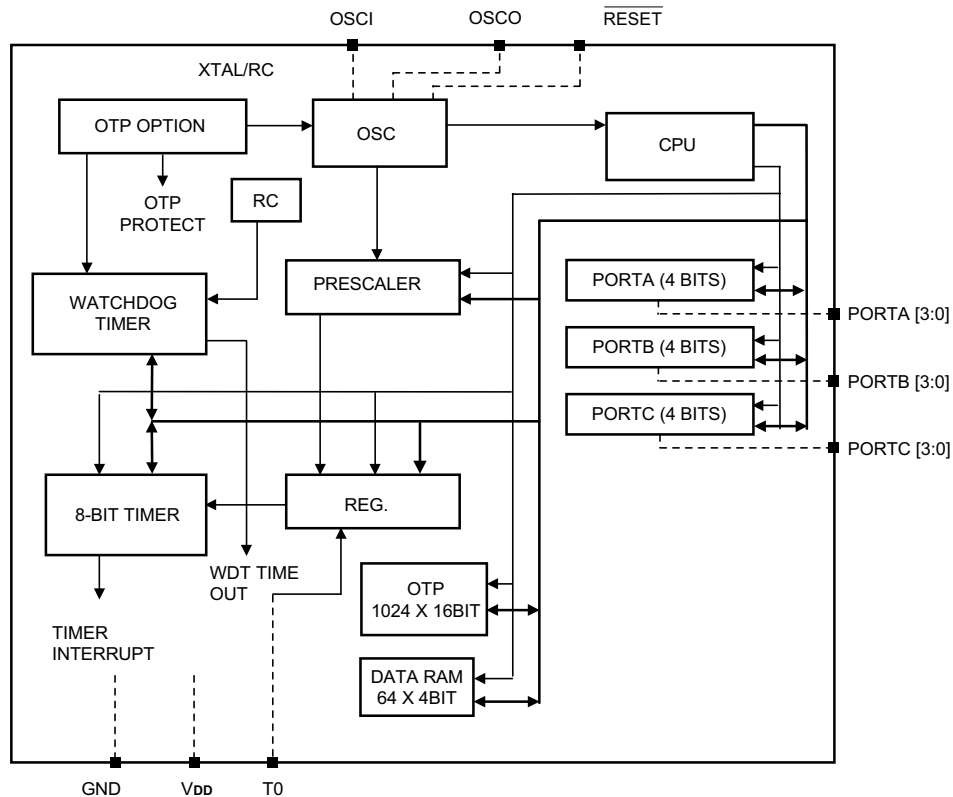 OSCI
OSCO
RESET
XTAL/RC
OTP OPTION
OSC
CPU
OTP
PROTECT
RC
WATCHDOG
TIMER
PRESCALER
PORTA (4 BITS)
PORTA [3:0]
PORTB (4 BITS)
PORTB [3:0]
PORTC (4 BITS)
PORTC [3:0]
8-BIT TIMER
REG.
WDT TIME
OUT
OTP
1024 X 16BIT
TIMER
INTERRUPT
DATA RAM
64 X 4BIT
GND
VDD
T0